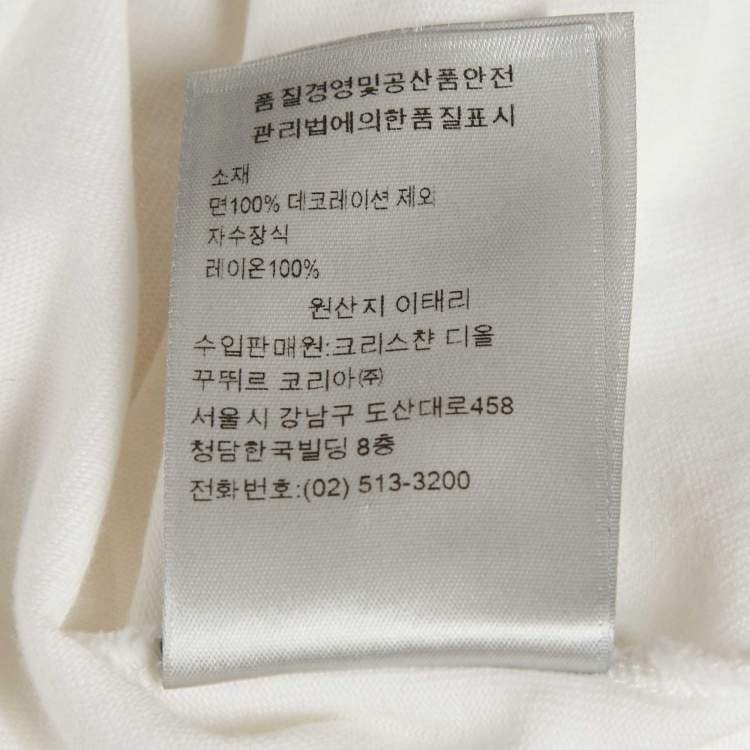 품질경영및공산품안전
관리법에의한품질표시
소재
면100% 데코레이션 제외
자수장식
레이온100%
원산지 이태리
수입판매원:크리스챤 디올
꾸뛰르 코리아㈜
서울시 강남구 도산대로458
청담한국빌딩 8층
전화번호:(02) 513-3200